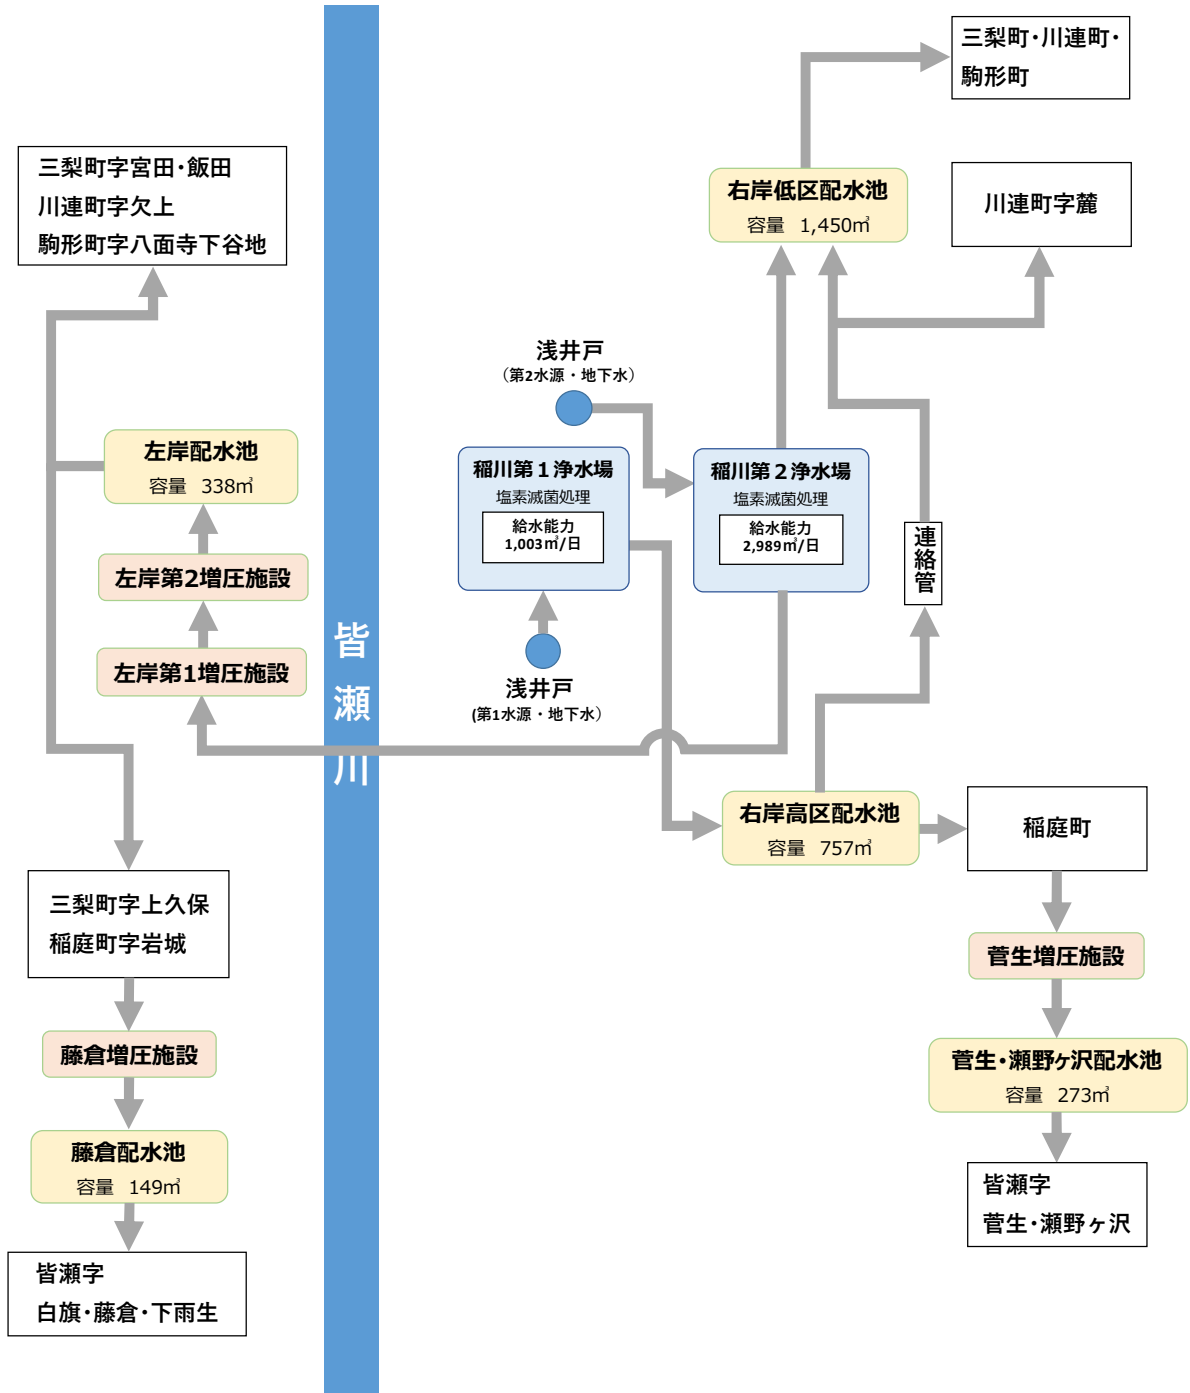 三梨町・川連町・
駒形町
三梨町字宮田・飯田
川連町字欠上
駒形町字八面寺下谷地
右岸低区配水池
容量 1,450㎥
川連町字麓
浅井戸
（第2水源・地下水）
左岸配水池
容量 338㎥
稲川第１浄水場
塩素滅菌処理
給水能力
1,003㎥/日
稲川第２浄水場
塩素滅菌処理
給水能力
2,989㎥/日
連絡管
左岸第2増圧施設
左岸第1増圧施設
皆瀬川
浅井戸
(第1水源・地下水）
右岸高区配水池
容量 757㎥
稲庭町
三梨町字上久保
稲庭町字岩城
菅生増圧施設
藤倉増圧施設
菅生・瀬野ヶ沢配水池
容量 273㎥
藤倉配水池
容量 149㎥
皆瀬字
菅生・瀬野ヶ沢
皆瀬字
白旗・藤倉・下雨生